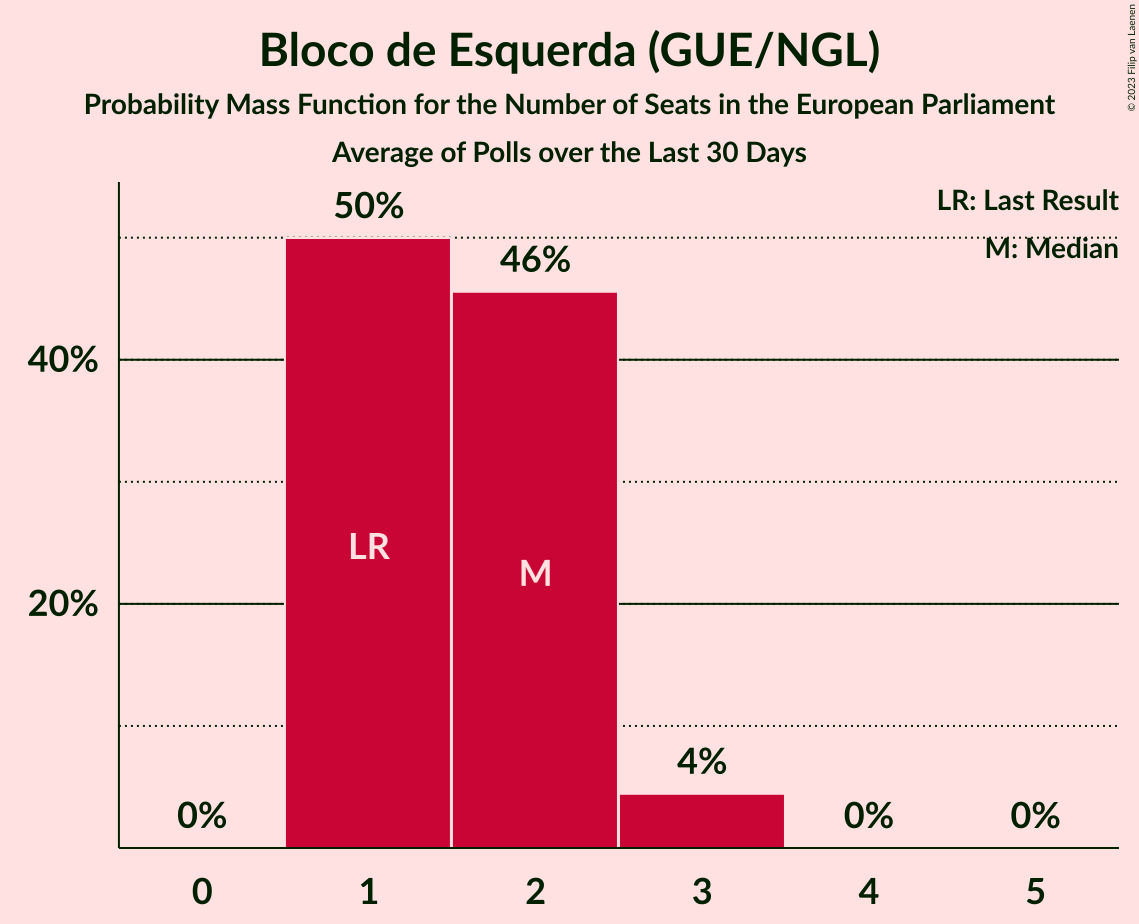 Bloco de Esquerda (GUE/NGL)
Probability Mass Function for the Number of Seats in the European Parliament
Average of Polls over the Last 30 Days
© 2023 Filip van Laenen
LR: Last Result
M: Median
50%
46%
40%
LR
M
20%
4%
0%
0%
0%
0 1 2 3 4 5